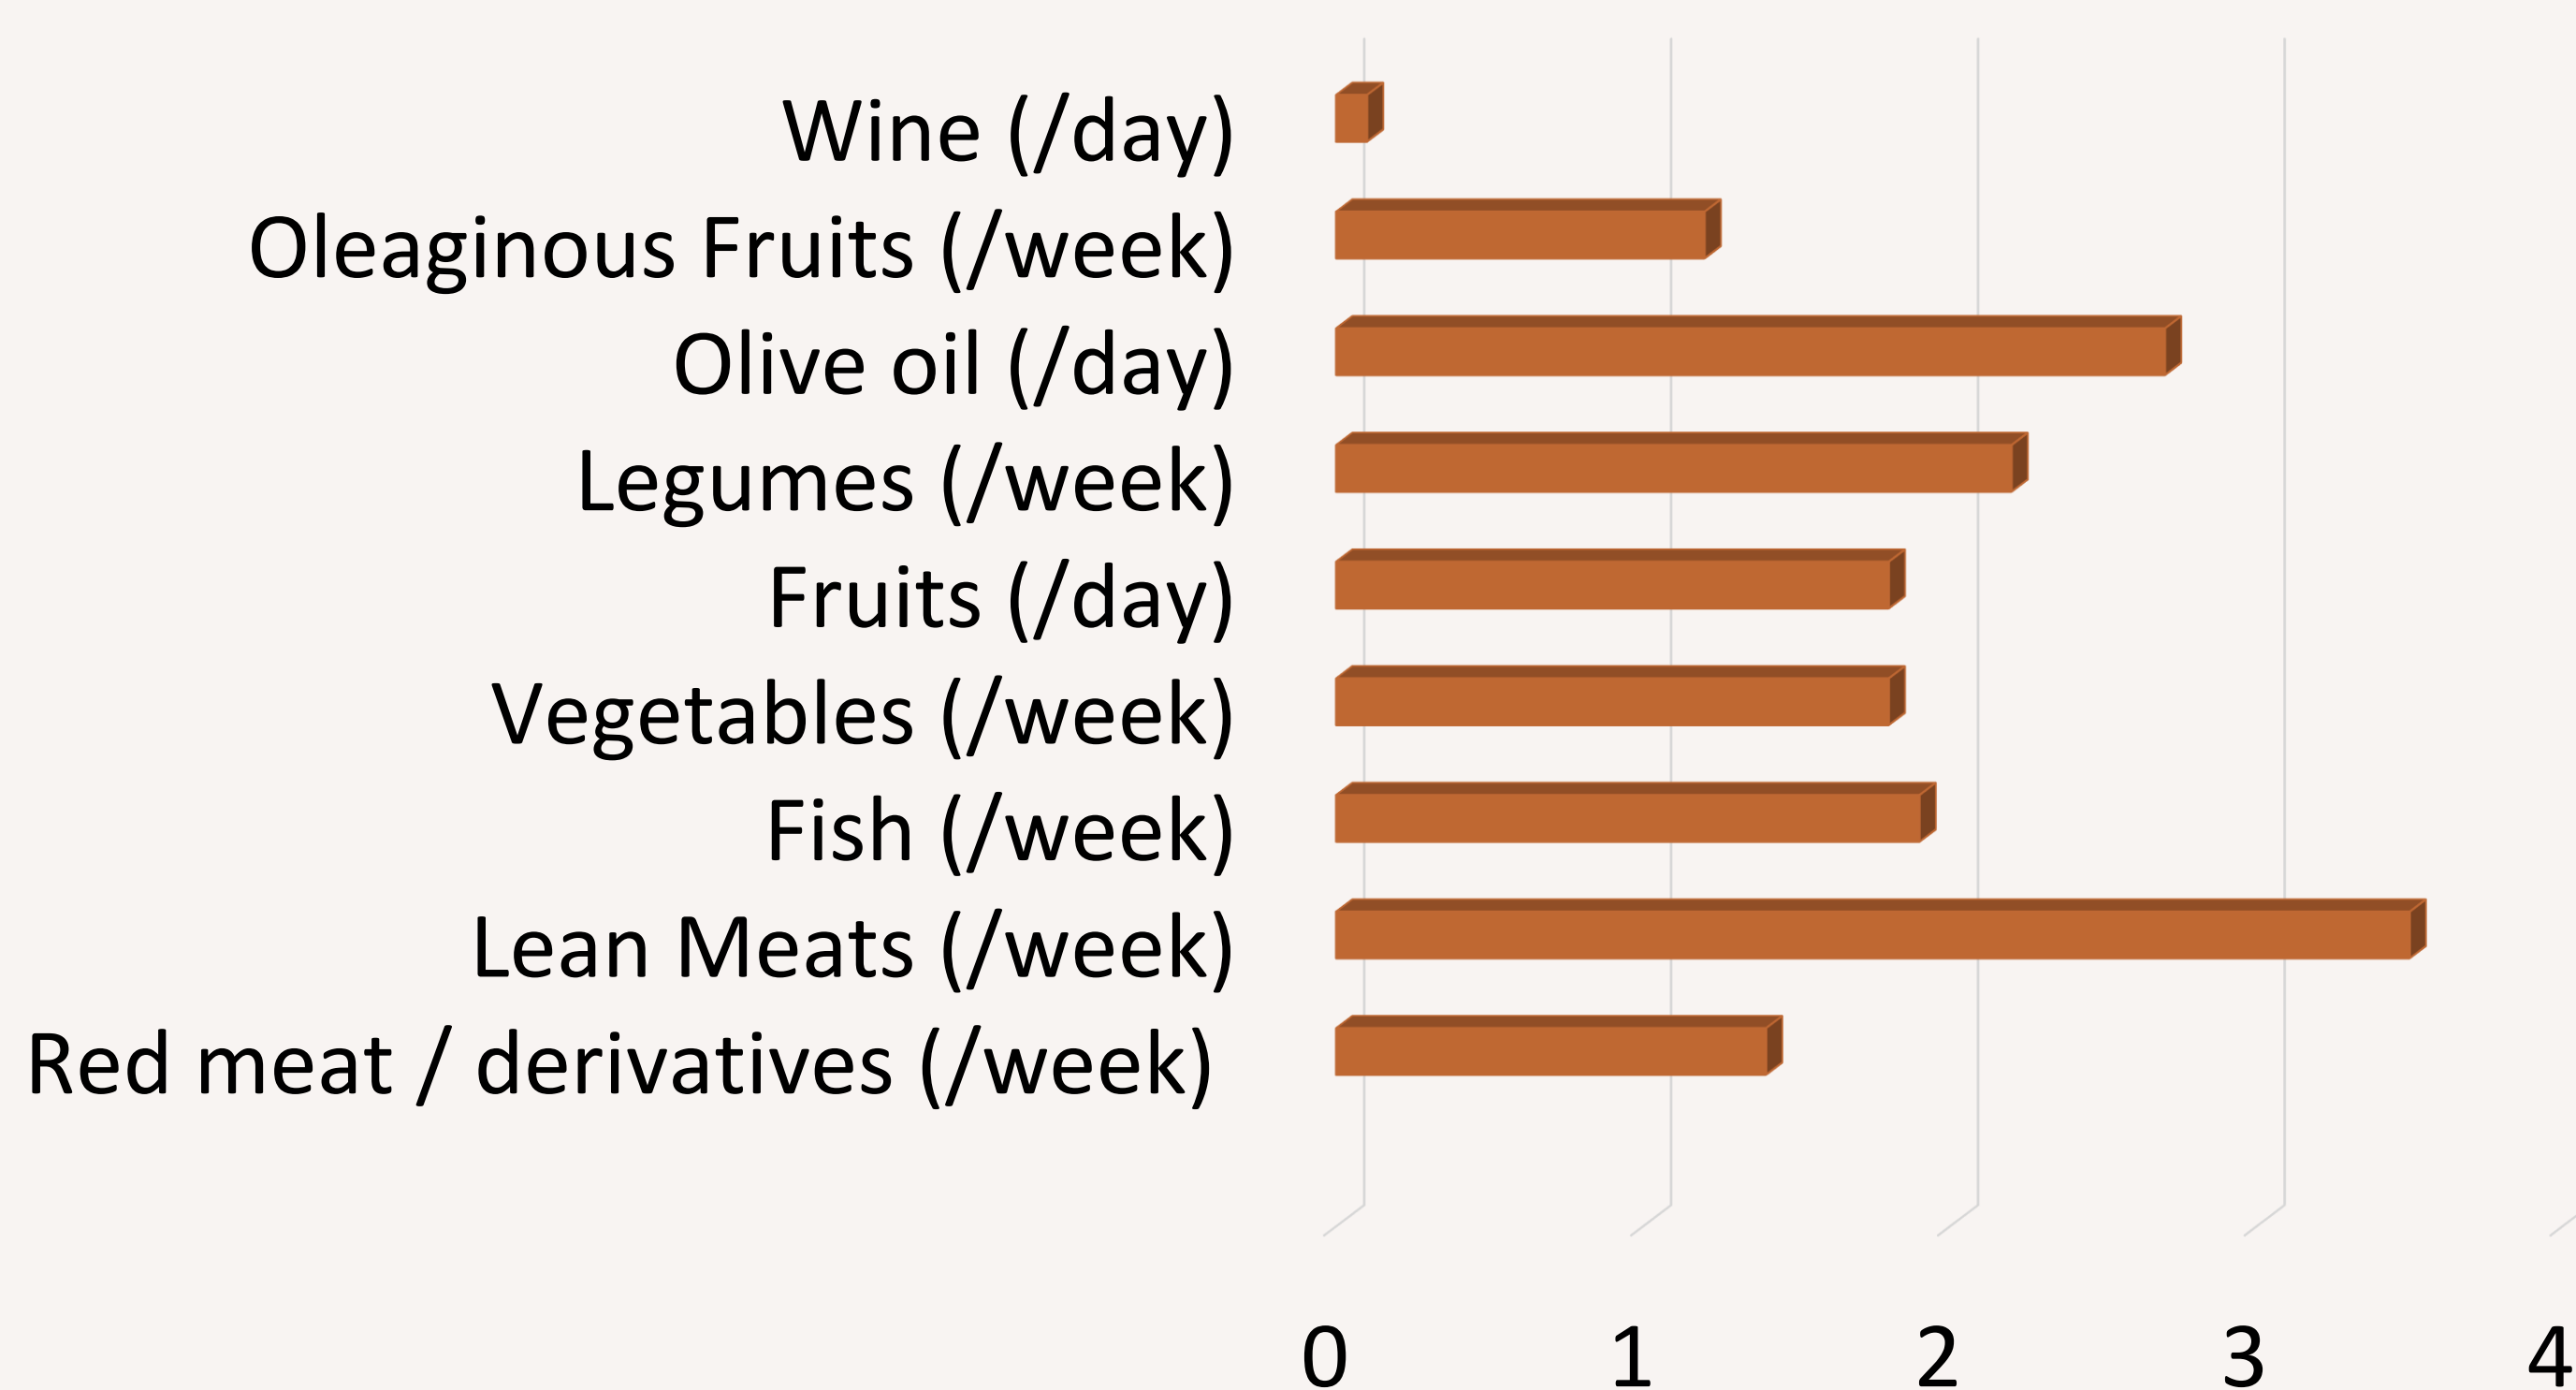 Wine (/day)
Oleaginous Fruits (/week)
Olive oil (/day)
Legumes (/week)
Fruits (/day)
Vegetables (/week)
Fish (/week)
Lean Meats (/week)
Red meat / derivatives (/week)
0 1 2 3 4